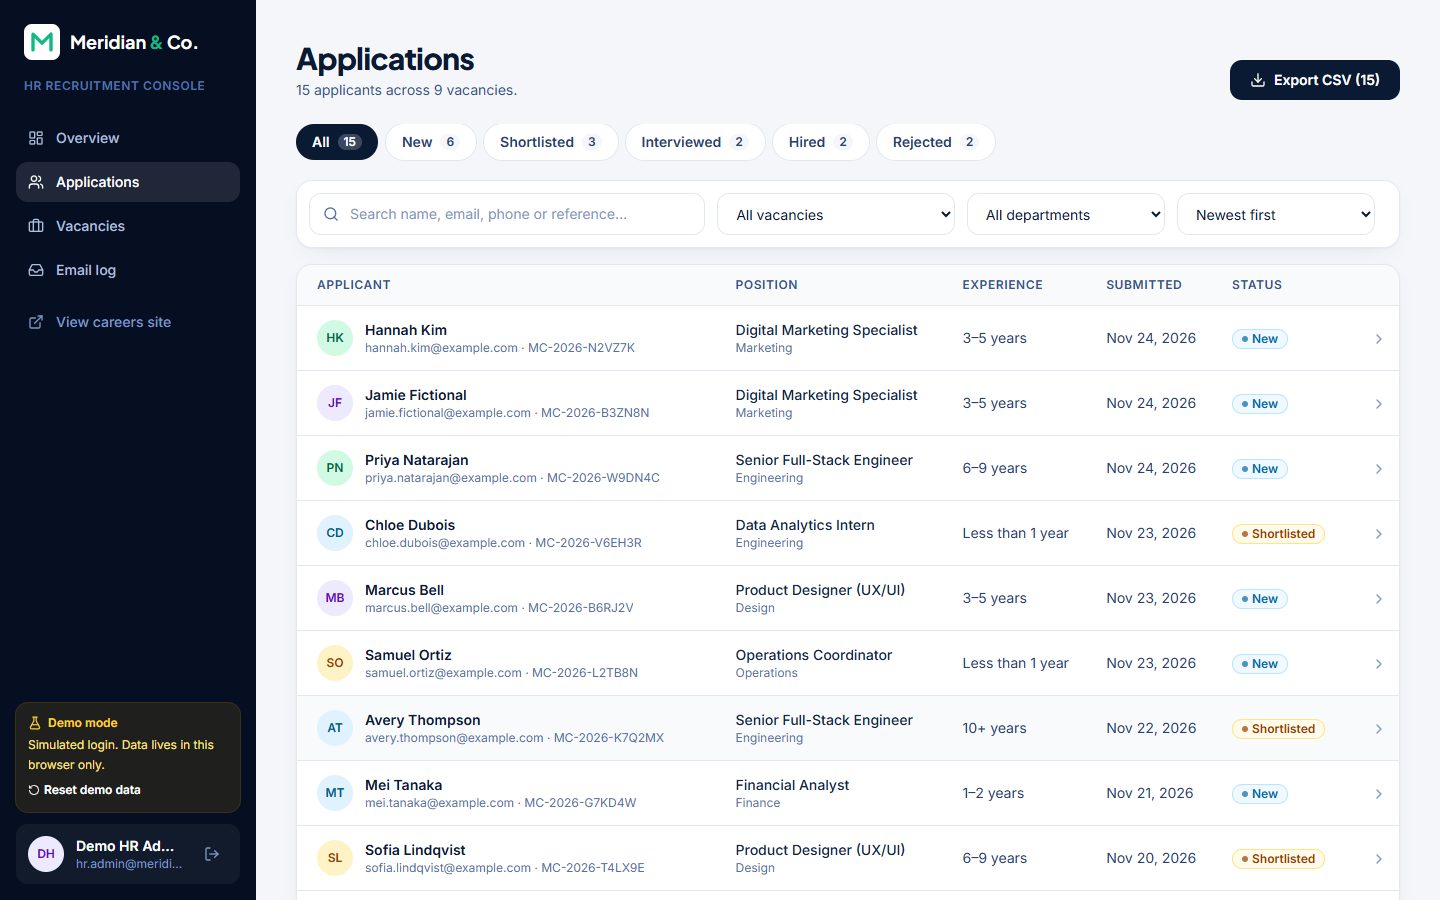 Meridian & Co.
HR RECRUITMENT CONSOLE
Overview
Applications
Vacancies
Email log
View careers site
Demo mode
Simulated login. Data lives in this
browser only.
Reset demo data
DH
Demo HR Ad...
hr.admin@meridi...
Applications
15 applicants across 9 vacancies.
Export CSV (15)
All 15 New 6 Shortlisted 3 Interviewed 2 Hired 2 Rejected 2
Search name, email, phone or reference... All vacancies All departments Newest first
APPLICANT POSITION EXPERIENCE SUBMITTED STATUS
HK Hannah Kim Digital Marketing Specialist 3–5 years Nov 24, 2026 New
hannah.kim@example.com · MC-2026-N2VZ7K Marketing
JF Jamie Fictional Digital Marketing Specialist 3–5 years Nov 24, 2026 New
jamie.fictional@example.com · MC-2026-B3ZN8N Marketing
PN Priya Natarajan Senior Full-Stack Engineer 6–9 years Nov 24, 2026 New
priya.natarajan@example.com · MC-2026-W9DN4C Engineering
CD Chloe Dubois Data Analytics Intern Less than 1 year Nov 23, 2026 Shortlisted
chloe.dubois@example.com · MC-2026-V6EH3R Engineering
MB Marcus Bell Product Designer (UX/UI) 3–5 years Nov 23, 2026 New
marcus.bell@example.com · MC-2026-B6RJ2V Design
SO Samuel Ortiz Operations Coordinator Less than 1 year Nov 23, 2026 New
samuel.ortiz@example.com · MC-2026-L2TB8N Operations
AT Avery Thompson Senior Full-Stack Engineer 10+ years Nov 22, 2026 Shortlisted
avery.thompson@example.com · MC-2026-K7Q2MX Engineering
MT Mei Tanaka Financial Analyst 1–2 years Nov 21, 2026 New
mei.tanaka@example.com · MC-2026-G7KD4W Finance
SL Sofia Lindqvist Product Designer (UX/UI) 6–9 years Nov 20, 2026 Shortlisted
sofia.lindqvist@example.com · MC-2026-T4LX9E Design